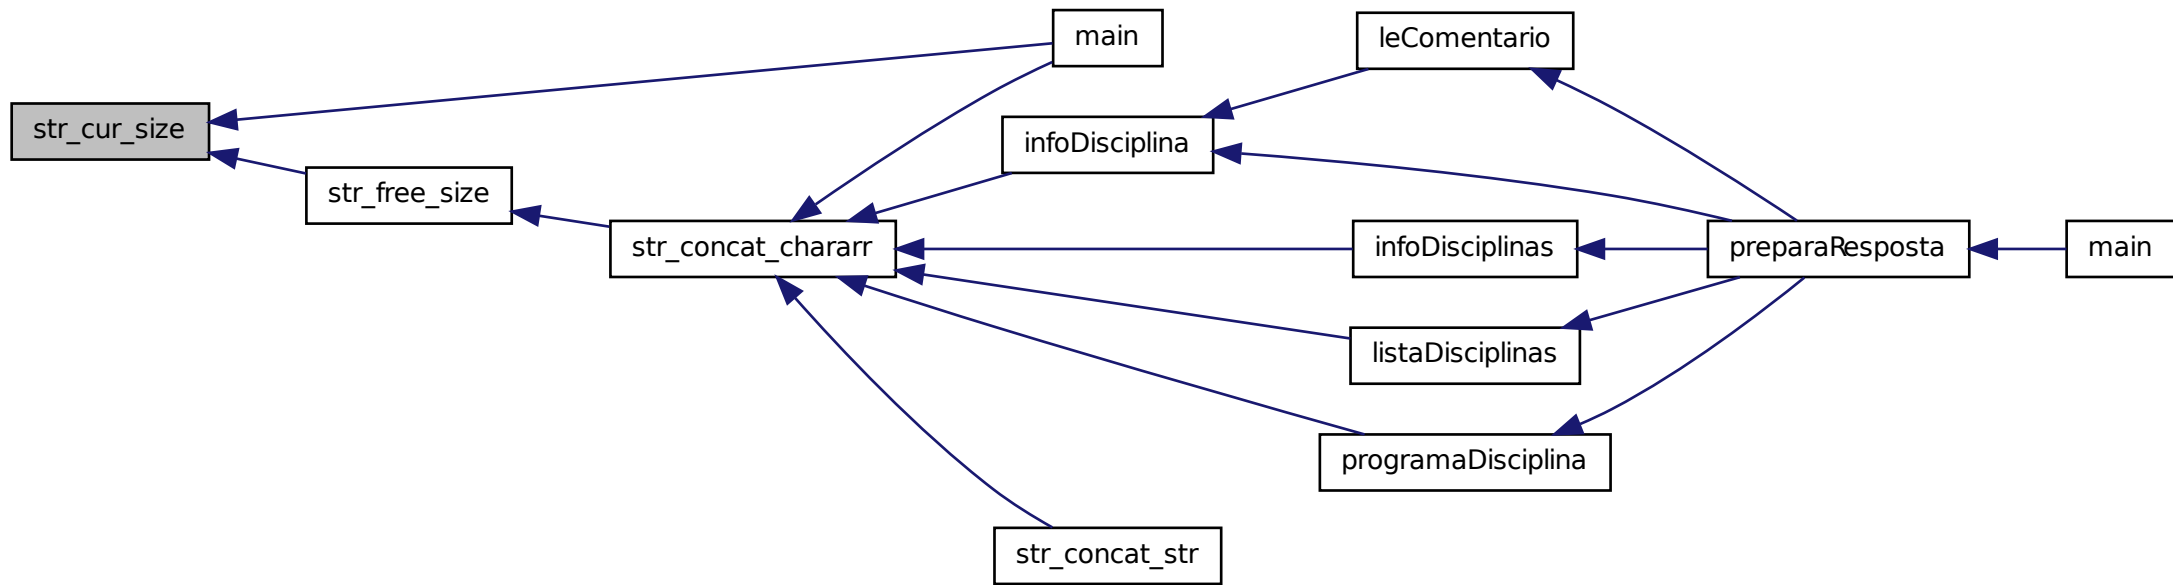 main
leComentario
str_cur_size
infoDisciplina
str_free_size
str_concat_chararr
infoDisciplinas
preparaResposta
main
listaDisciplinas
programaDisciplina
str_concat_str